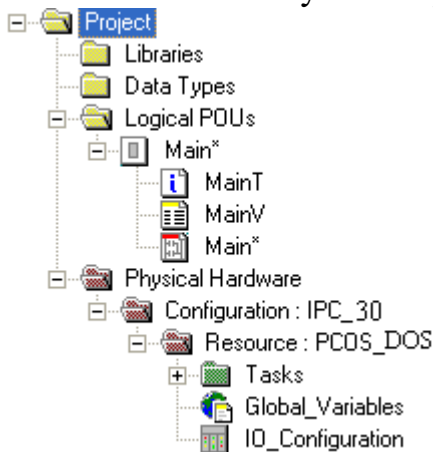 Project
Libraries
Data Types
Logical POUs
Main*
MainT
MainV
Main*
Physical Hardware
Configuration : IPC_30
Resource : PCOS_DOS
Tasks
Global_Variables
IO_Configuration